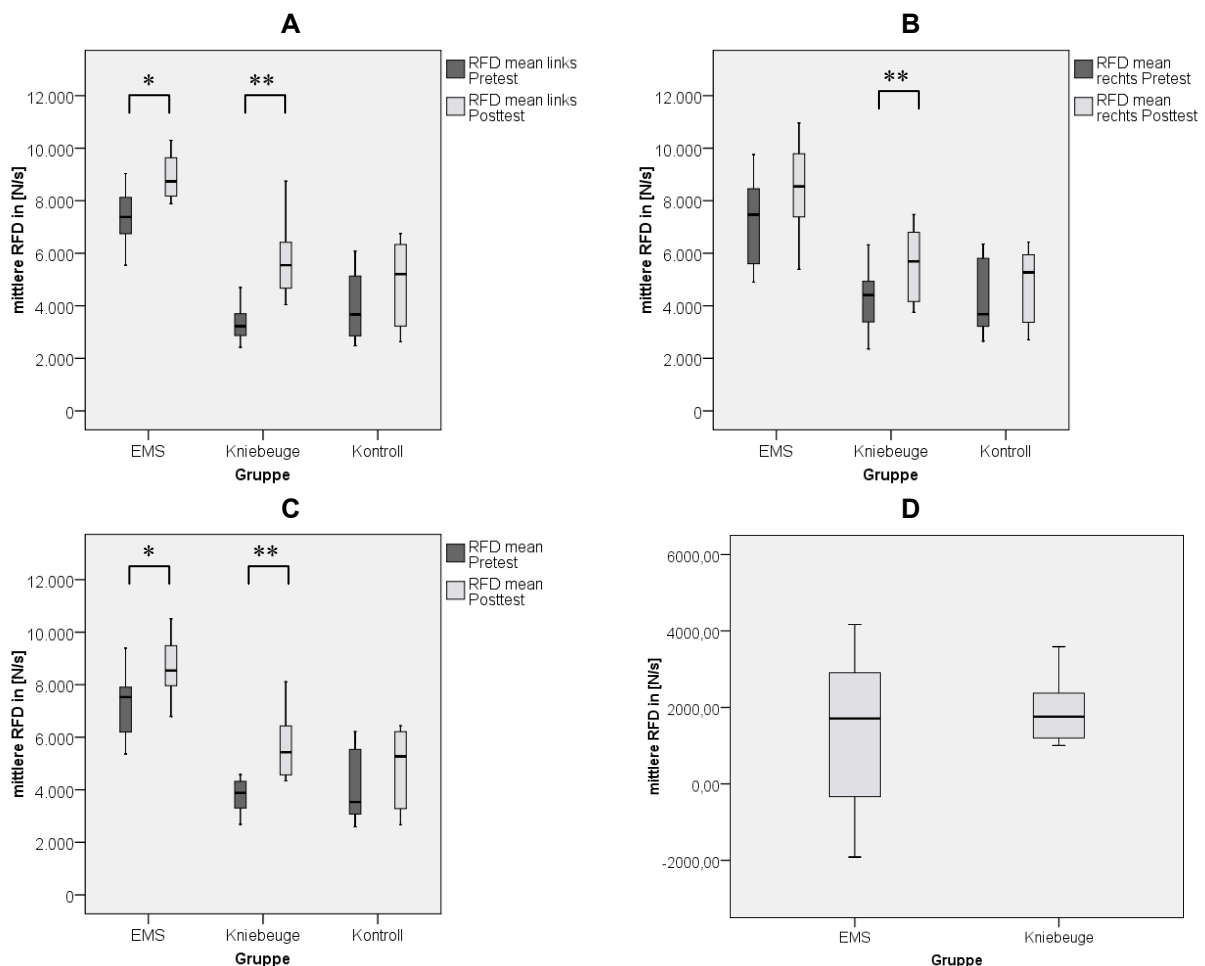 A
RFD mean links
Pretest
RFD mean links
Posttest
*
**
12.000
10.000
8.000
6.000
4.000
2.000
0
mittlere RFD in [N/s]
EMS
Kniebeuge
Kontroll
Gruppe
B
RFD mean
rechts Pretest
RFD mean
rechts Posttest
**
12.000
10.000
8.000
6.000
4.000
2.000
0
mittlere RFD in [N/s]
EMS
Kniebeuge
Kontroll
Gruppe
C
RFD mean
Pretest
RFD mean
Posttest
*
**
12.000
10.000
8.000
6.000
4.000
2.000
0
mittlere RFD in [N/s]
EMS
Kniebeuge
Kontroll
Gruppe
D
6000,00
4000,00
2000,00
0,00
-2000,00
mittlere RFD in [N/s]
EMS
Kniebeuge
Gruppe